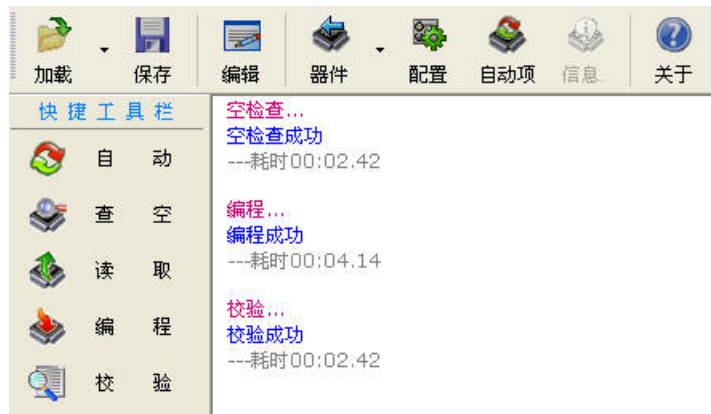 加载 保存 编辑 器件 配置 自动项 信息. 关于
快捷工具栏
自 动
查 空
读 取
编 程
校 验
空检查...
空检查成功
---耗时00:02.42
编程...
编程成功
---耗时00:04.14
校验...
校验成功
---耗时00:02.42